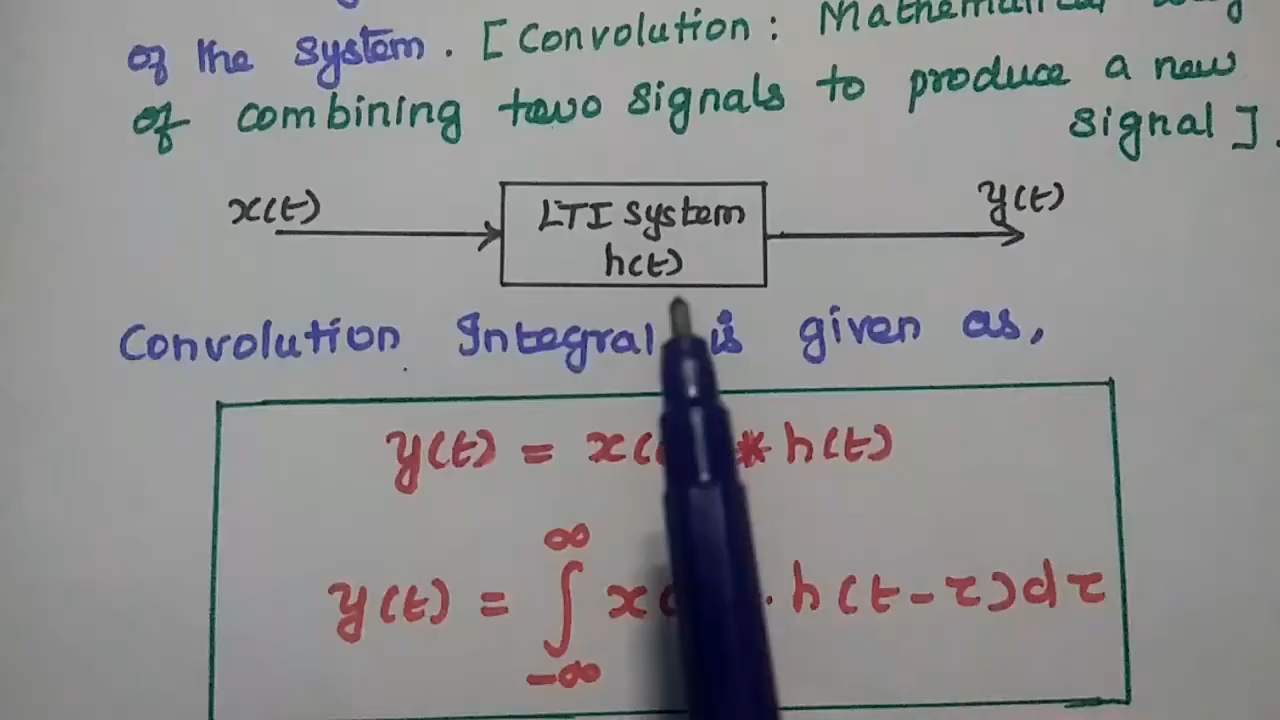 of the system. [Convolution: Mathematical
of combining two signals to produce a new
signal].
x(t) LTI system y(t)
h(t)
Convolution Integral is given as,
y(t) = x( * h(t)
y(t) = ∫ x( . h(t-τ)dτ
∞
-∞